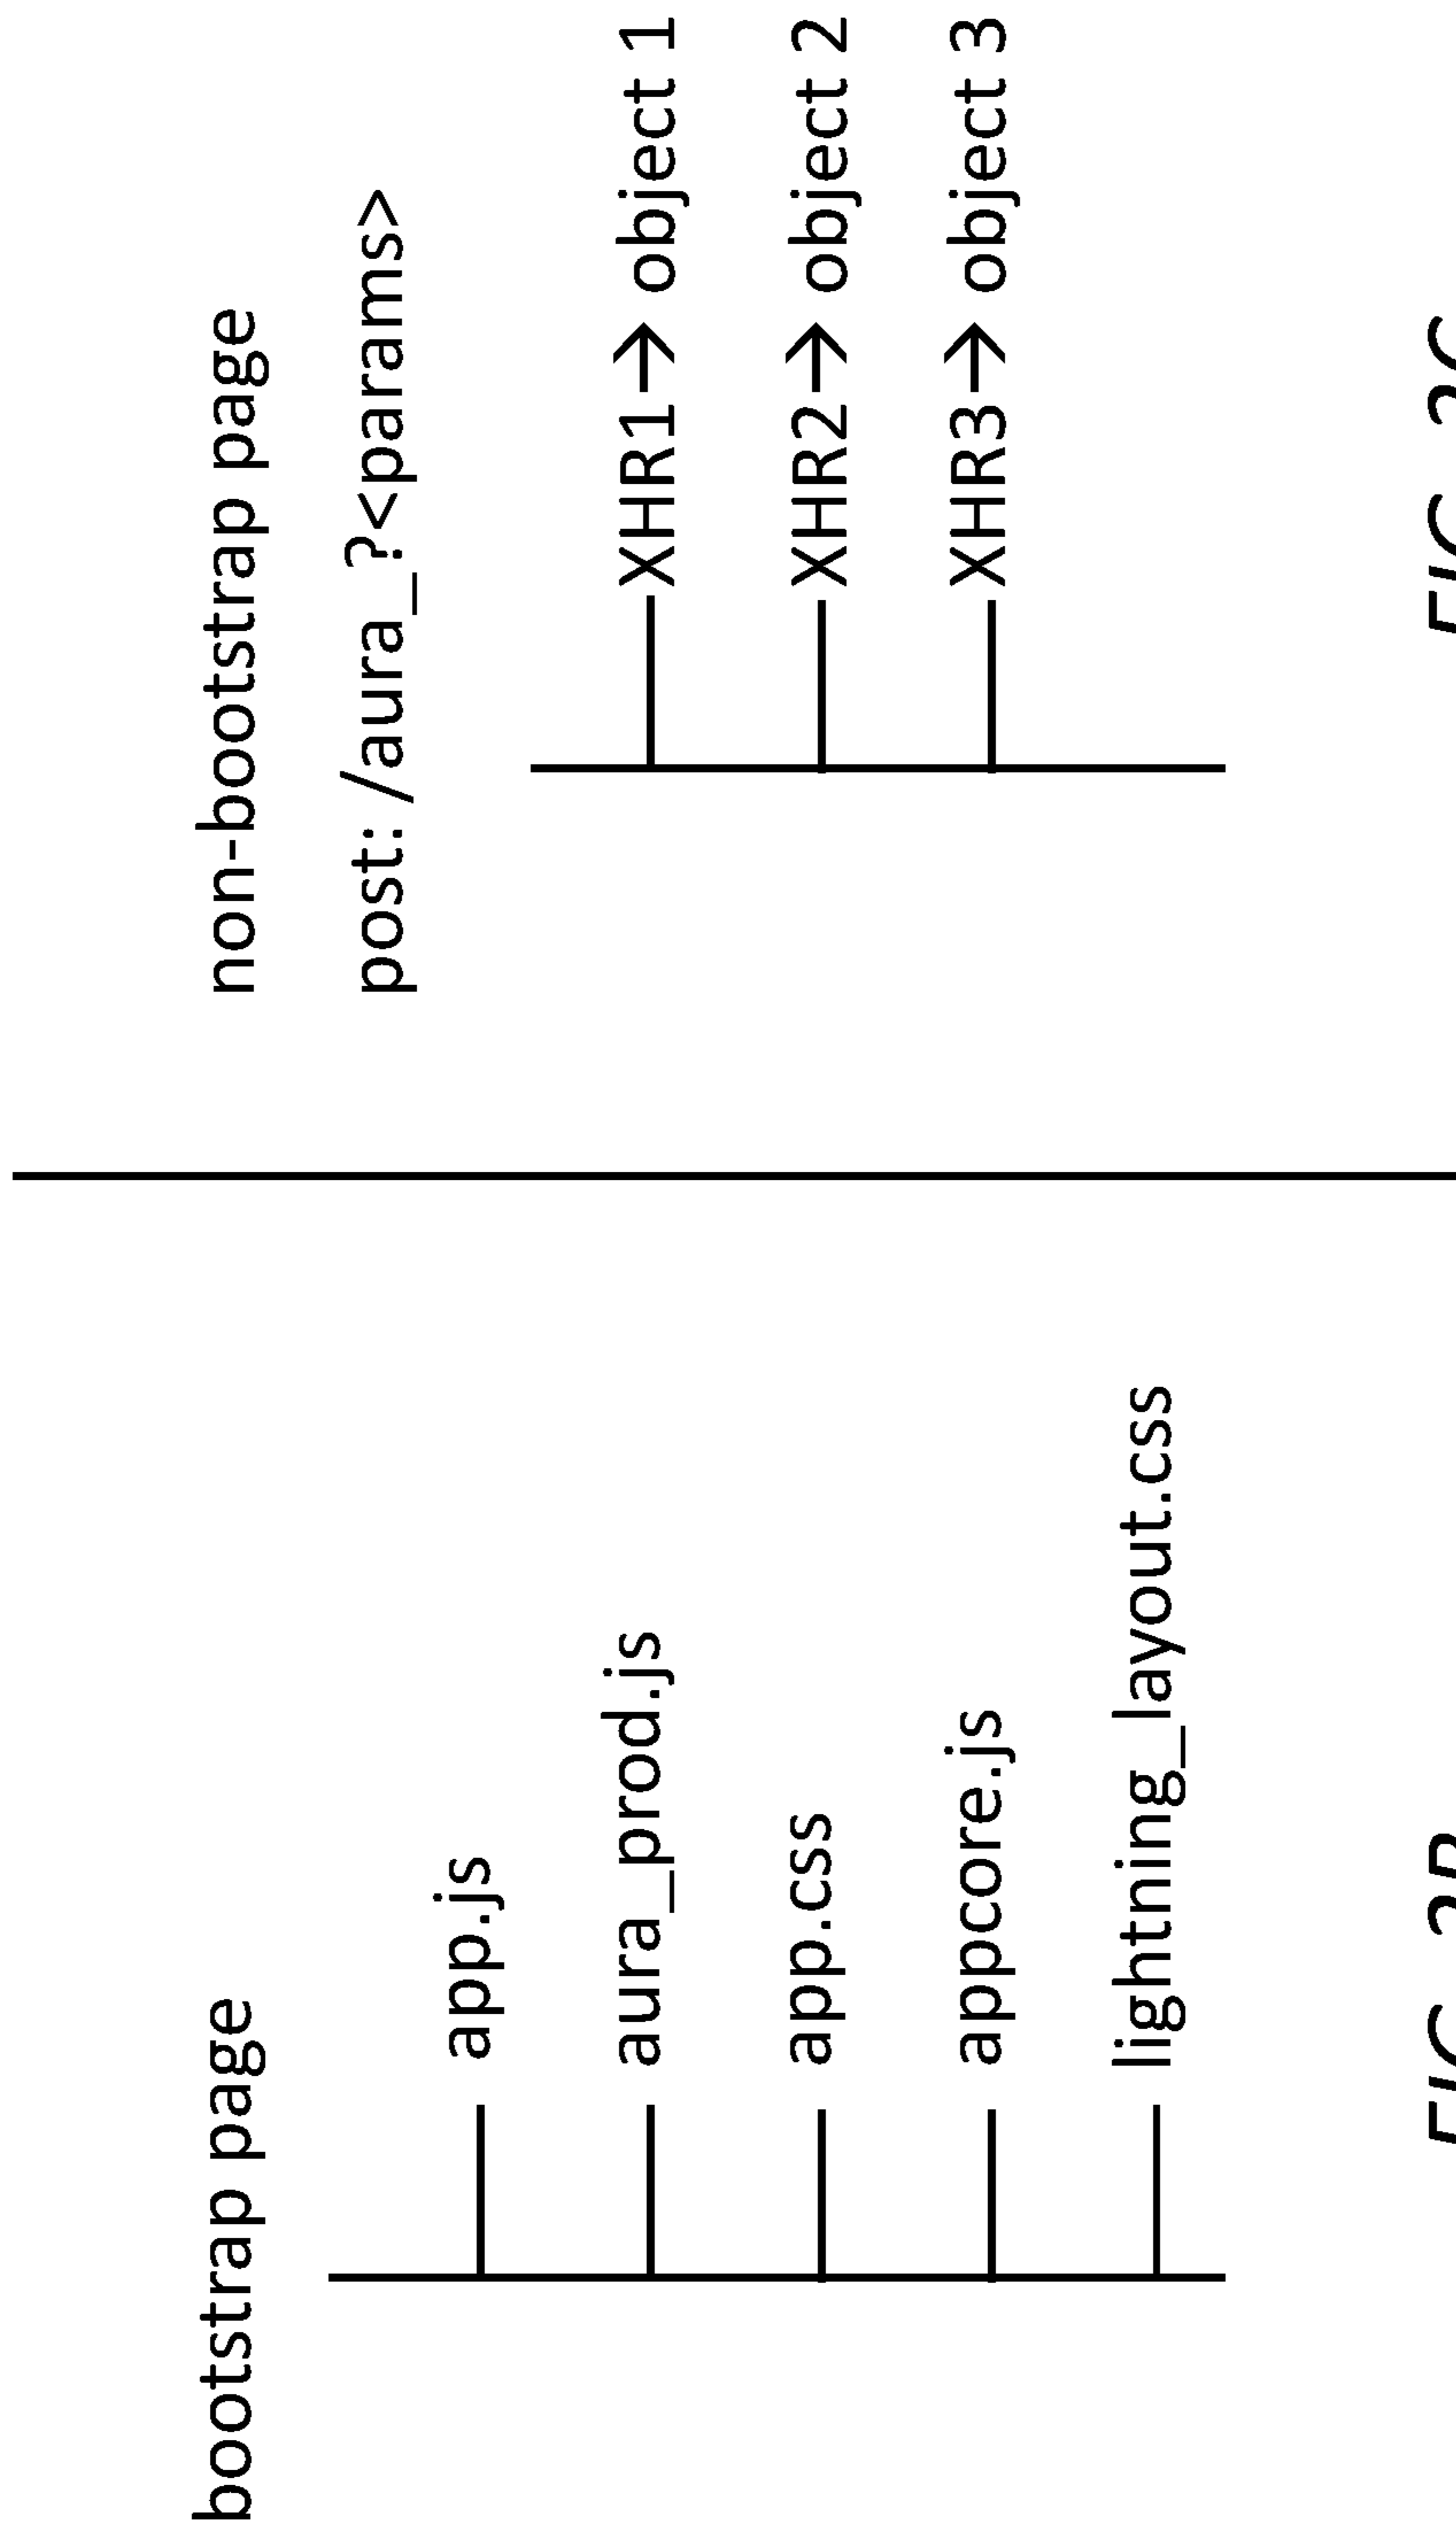 bootstrap page
app.js
aura_prod.js
app.css
appcore.js
lightning_layout.css
non-bootstrap page
post: /aura_?<params>
XHR1→ object 1
XHR2→ object 2
XHR3→ object 3